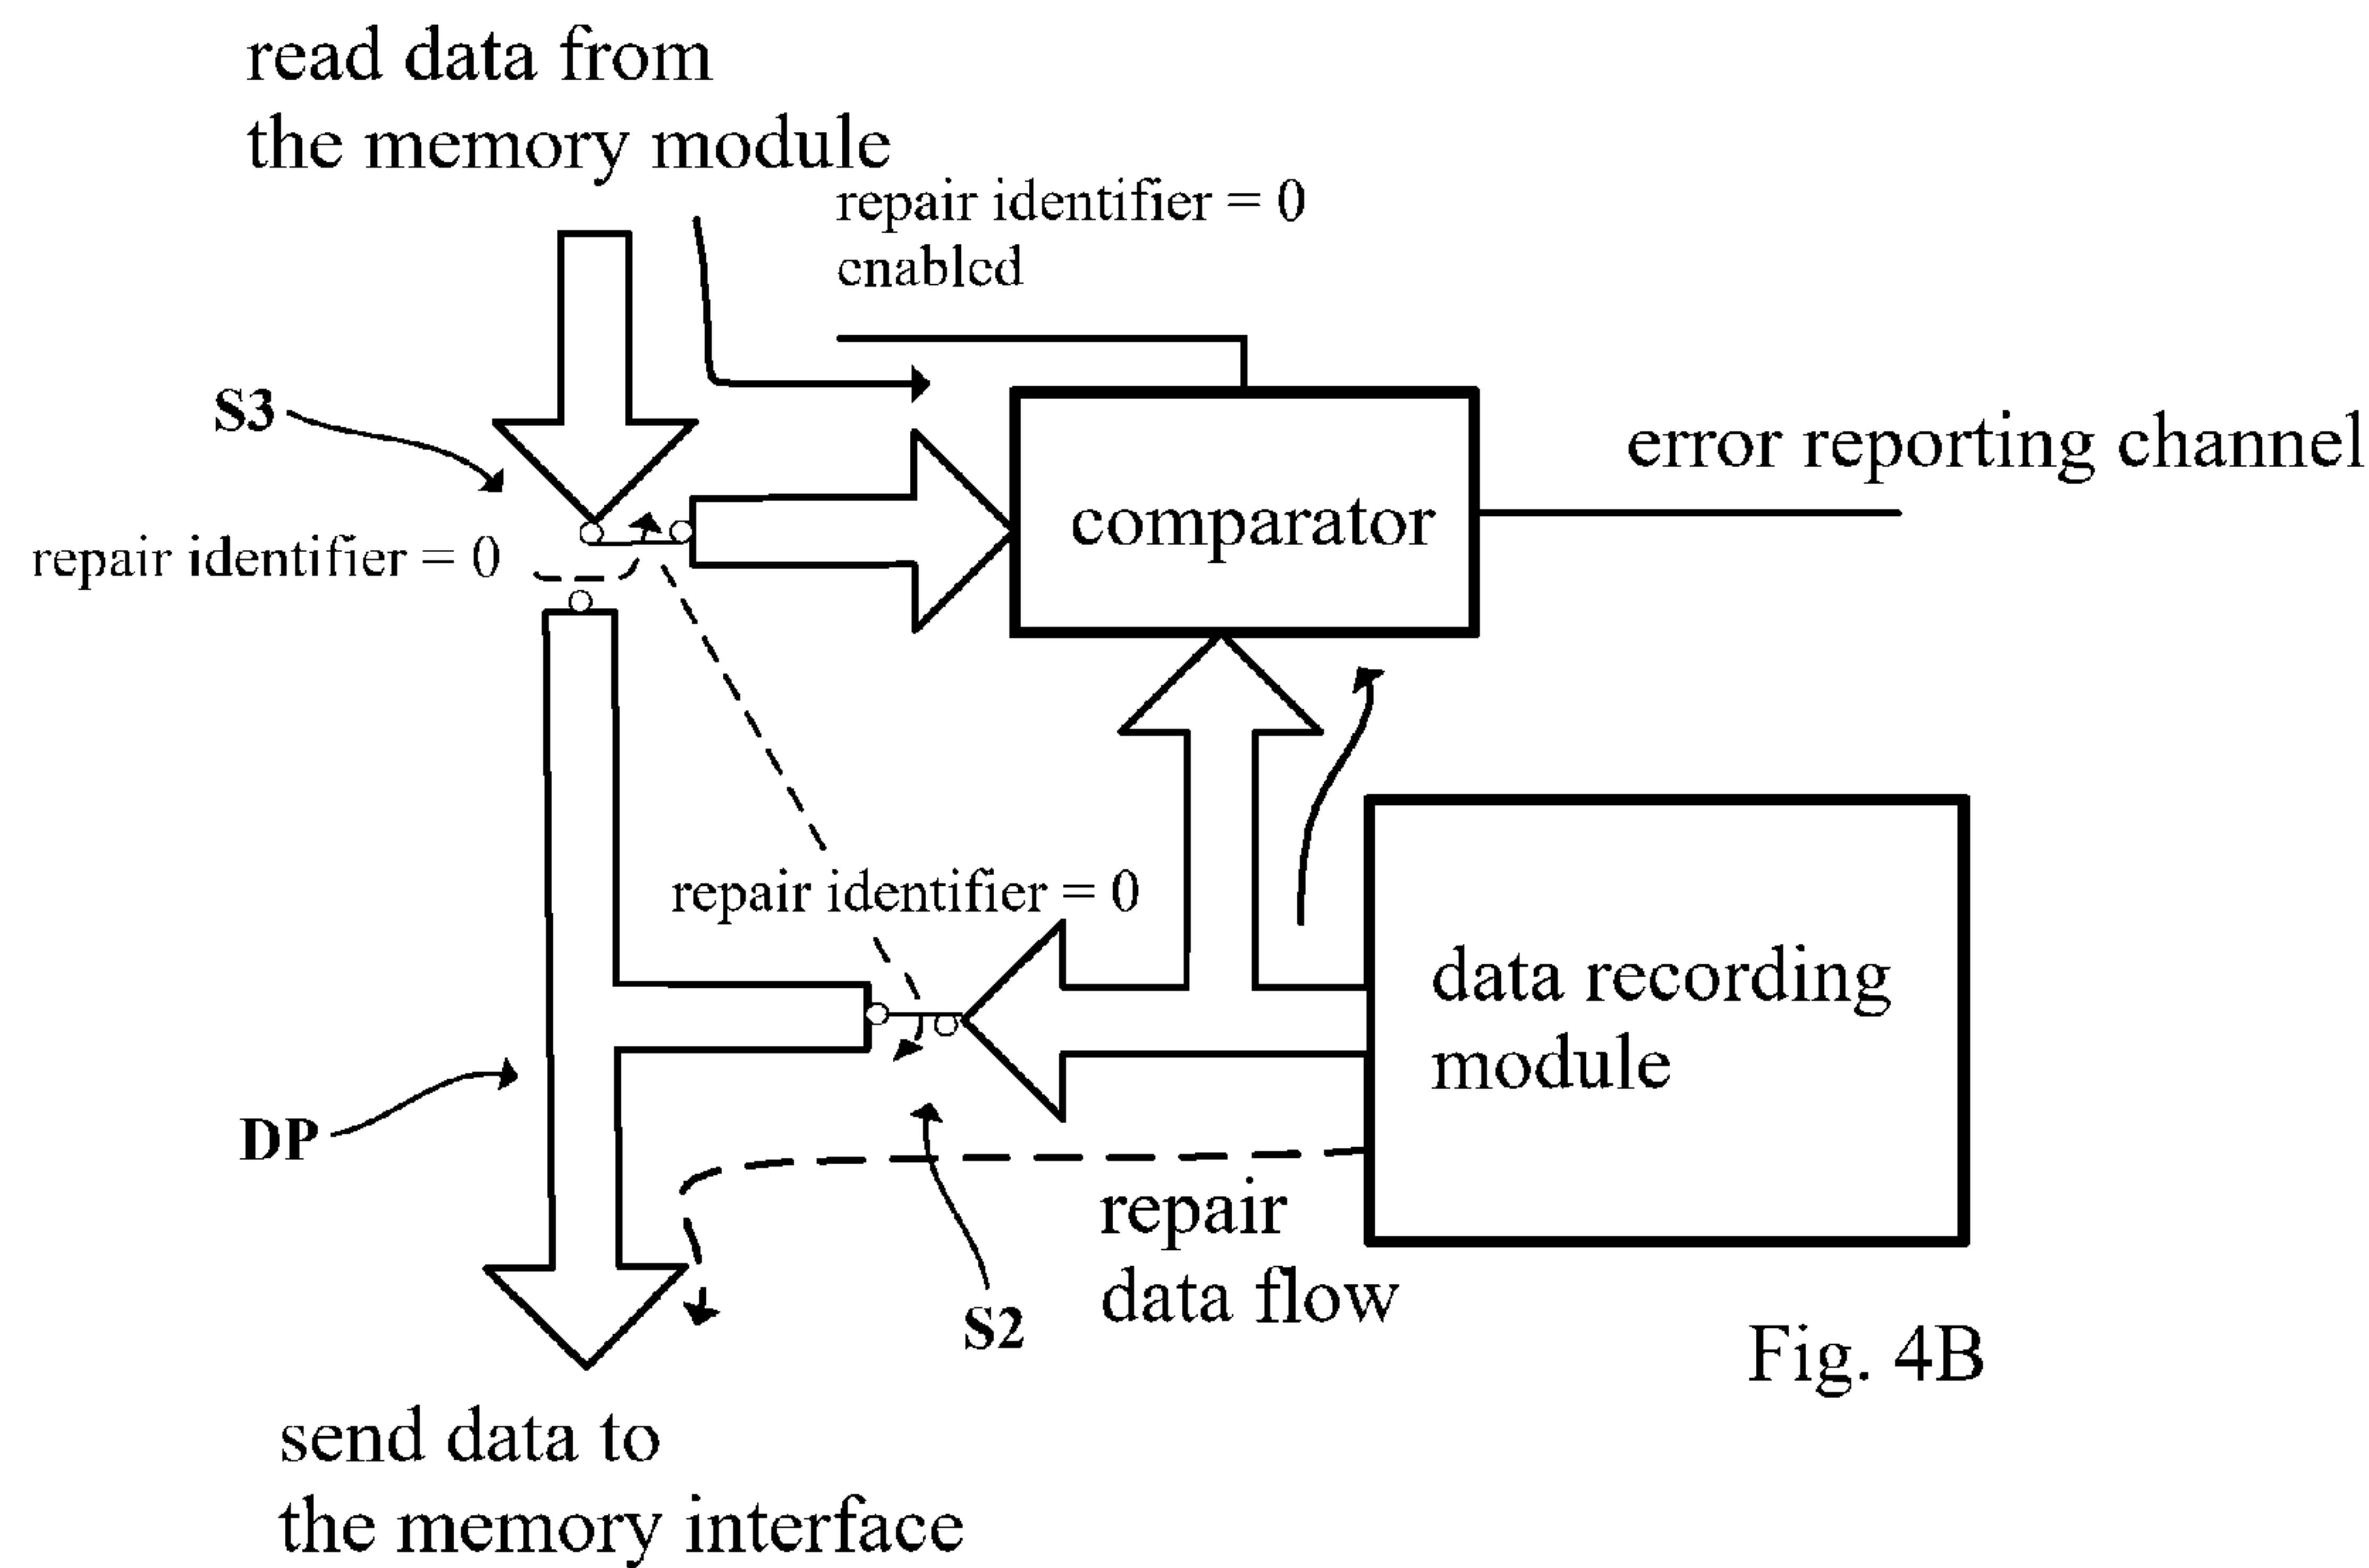 read data from
the memory module
repair identifier = 0
enabled
S3
error reporting channel
comparator
repair identifier = 0
repair identifier = 0
data recording
module
DP
repair
data flow
S2
Fig. 4B
send data to
the memory interface